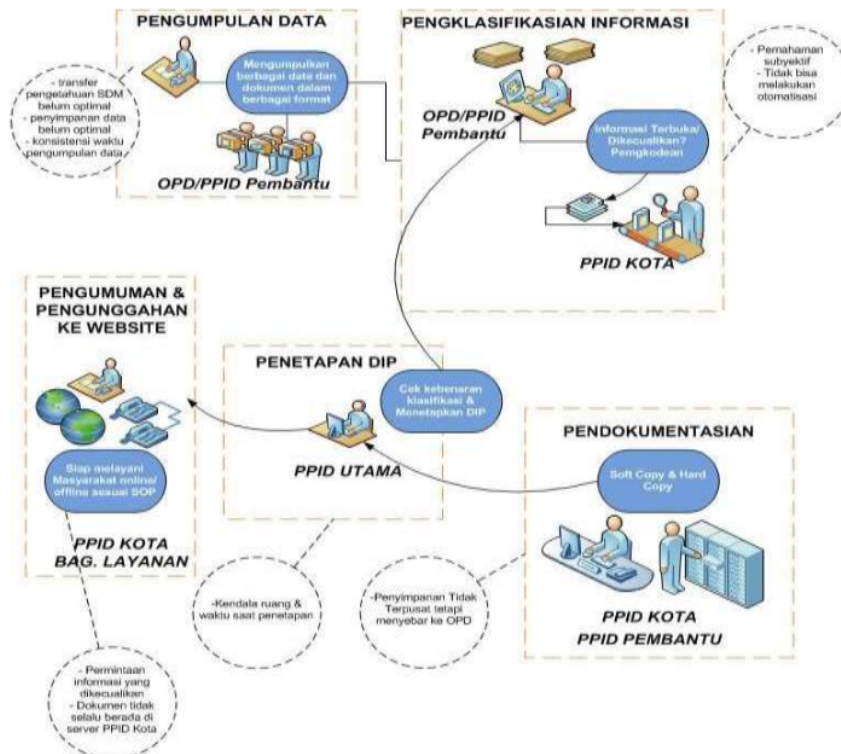 PENGUMPULAN DATA
Mengumpulkan
berbagai data dan
dokumen dalam
berbagai format
OPD/PPID Pembantu
- transfer
pengetahuan SDM
belum optimal
- penyimpanan data
belum optimal
- konsistensi waktu
pengumpulan data
PENGKLASIFIKASIAN INFORMASI
OPD/PPID
Pembantu
Informasi Terbuka/
Dikecualikan?
Pemgkodean
PPID KOTA
- Pemahaman
subyektif
- Tidak bisa
melakukan
otomatisasi
PENGUMUMAN &
PENGUNGGAHAN
KE WEBSITE
Siap melayani
Masyarakat online/
offline sesuai SOP
PPID KOTA
BAG. LAYANAN
PENETAPAN DIP
Cek kebenaran
klasifikasi &
Menetapkan DIP
PPID UTAMA
PENDOKUMENTASIAN
Soft Copy & Hard
Copy
PPID KOTA
PPID PEMBANTU
-Kendala ruang &
waktu saat penetapan
-Penyimpanan Tidak
Terpusat tetapi
menyebar ke OPD
- Permintaan
informasi yang
dikecualikan
- Dokumen tidak
selalu berada di
server PPID Kota